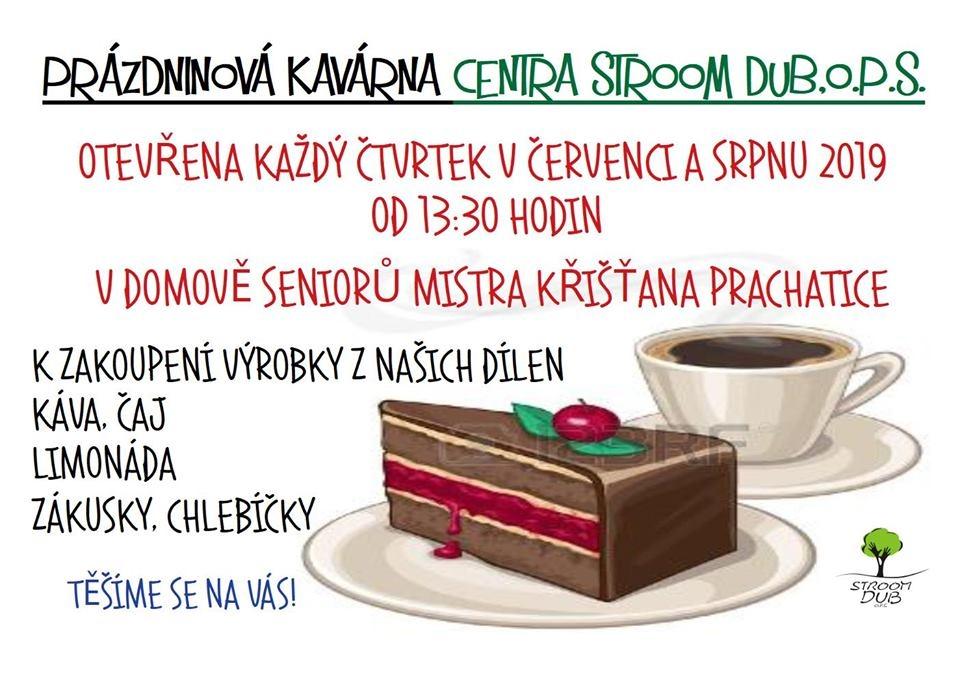 PRÁZDNINOVÁ KAVÁRNA CENTRA STROOM DUB.O.P.S.
OTEVŘENA KAŽDÝ ČTVRTEK V ČERVENCI A SRPNU 2019
OD 13:30 HODIN
V DOMOVĚ SENIORŮ MISTRA KŘIŠŤANA PRACHATICE
K ZAKOUPENÍ VÝROBKY Z NAŠICH DÍLEN
KÁVA, ČAJ
LIMONÁDA
ZÁKUSKY, CHLEBÍČKY
TĚŠÍME SE NA VÁS!
123RF
STROOM
DUB
O.P.S.